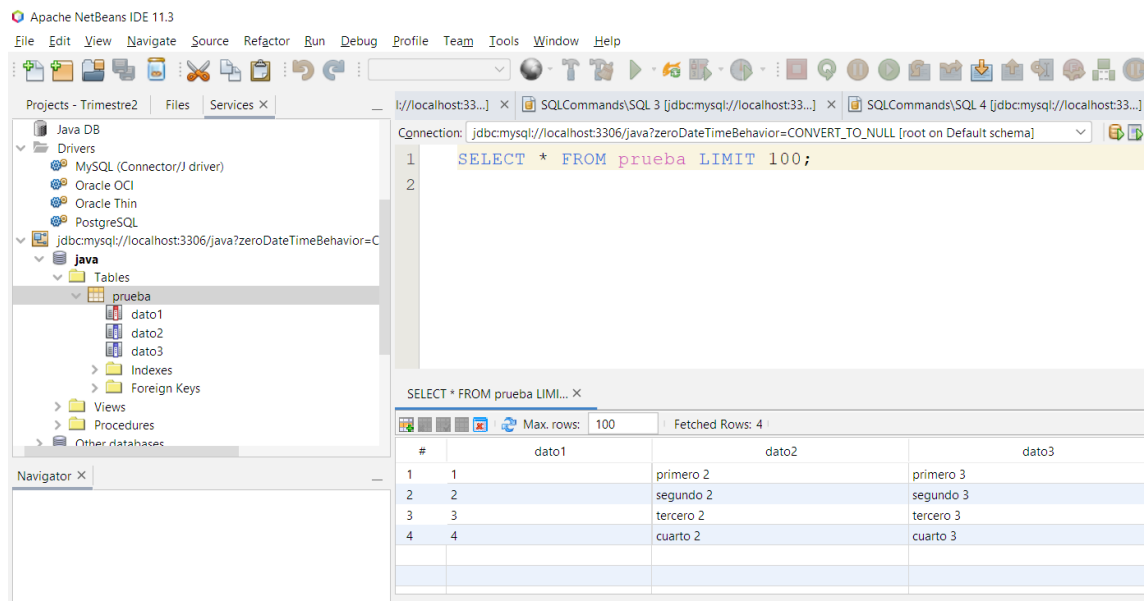 Apache NetBeans IDE 11.3
File Edit View Navigate Source Refactor Run Debug Profile Team Tools Window Help
Projects - Trimestre2 Files Services
Java DB
Drivers
MySQL (Connector/J driver)
Oracle OCI
Oracle Thin
PostgreSQL
jdbc:mysql://localhost:3306/java?zeroDateTimeBehavior=C
java
Tables
prueba
dato1
dato2
dato3
Indexes
Foreign Keys
Views
Procedures
Other databases
Navigator
l://localhost:33...] SQLCommands\SQL 3 [jdbc:mysql://localhost:33...] SQLCommands\SQL 4 [jdbc:mysql://localhost:33...]
Connection: jdbc:mysql://localhost:3306/java?zeroDateTimeBehavior=CONVERT_TO_NULL [root on Default schema]
1 SELECT * FROM prueba LIMIT 100;
2
SELECT * FROM prueba LIMI...
Max. rows: 100 Fetched Rows: 4
# dato1 dato2 dato3
1 1 primero 2 primero 3
2 2 segundo 2 segundo 3
3 3 tercero 2 tercero 3
4 4 cuarto 2 cuarto 3